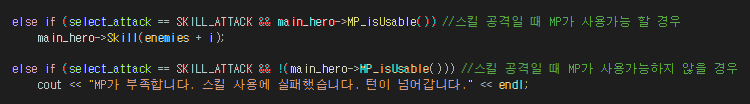 else if (select_attack == SKILL_ATTACK && main_hero->MP_isUsable()) //스킬 공격일 때 MP가 사용가능 할 경우
main_hero->Skill(enemies + i);
else if (select_attack == SKILL_ATTACK && !(main_hero->MP_isUsable())) //스킬 공격일 때 MP가 사용가능하지 않을 경우
cout << "MP가 부족합니다. 스킬 사용에 실패했습니다. 턴이 넘어갑니다." << endl;